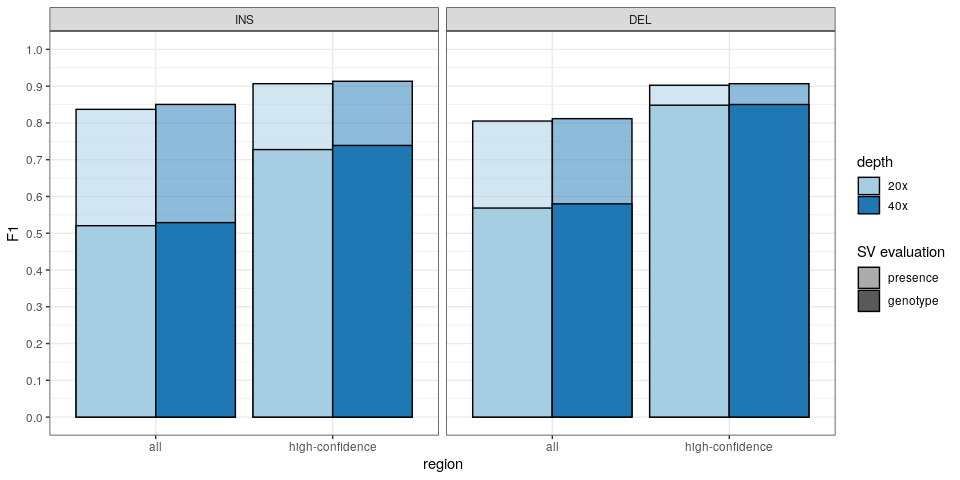 INS
DEL
F1
1.0
0.9
0.8
0.7
0.6
0.5
0.4
0.3
0.2
0.1
0.0
all
high-confidence
all
high-confidence
region
depth
20x
40x
SV evaluation
presence
genotype